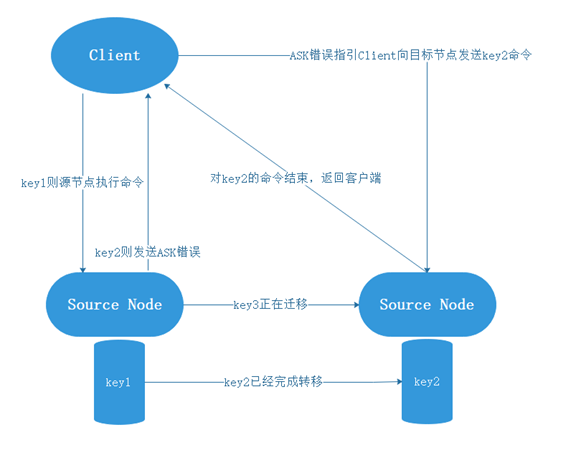 Client
ASK错误指引Client向目标节点发送key2命令
key1则源节点执行命令
对key2的命令结束，返回客户端
key2则发送ASK错误
Source Node
key3正在迁移
Source Node
key1
key2已经完成转移
key2